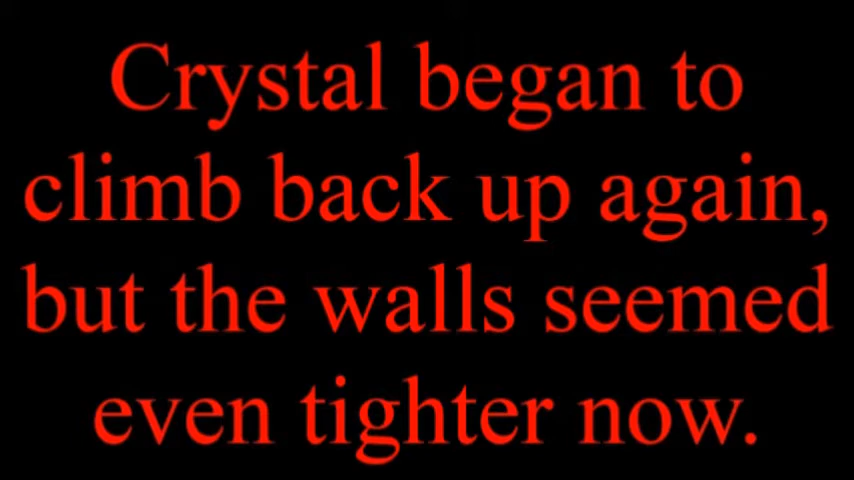 Crystal began to
climb back up again,
but the walls seemed
even tighter now.